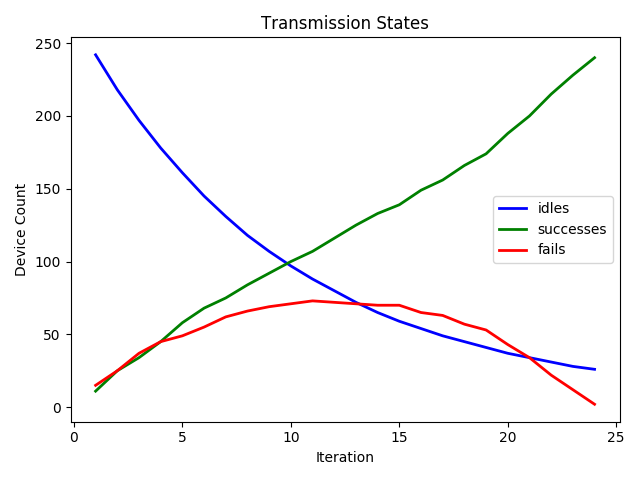 Transmission States
Device Count
250
200
150
100
50
0
idles
successes
fails
0 5 10 15 20 25
Iteration